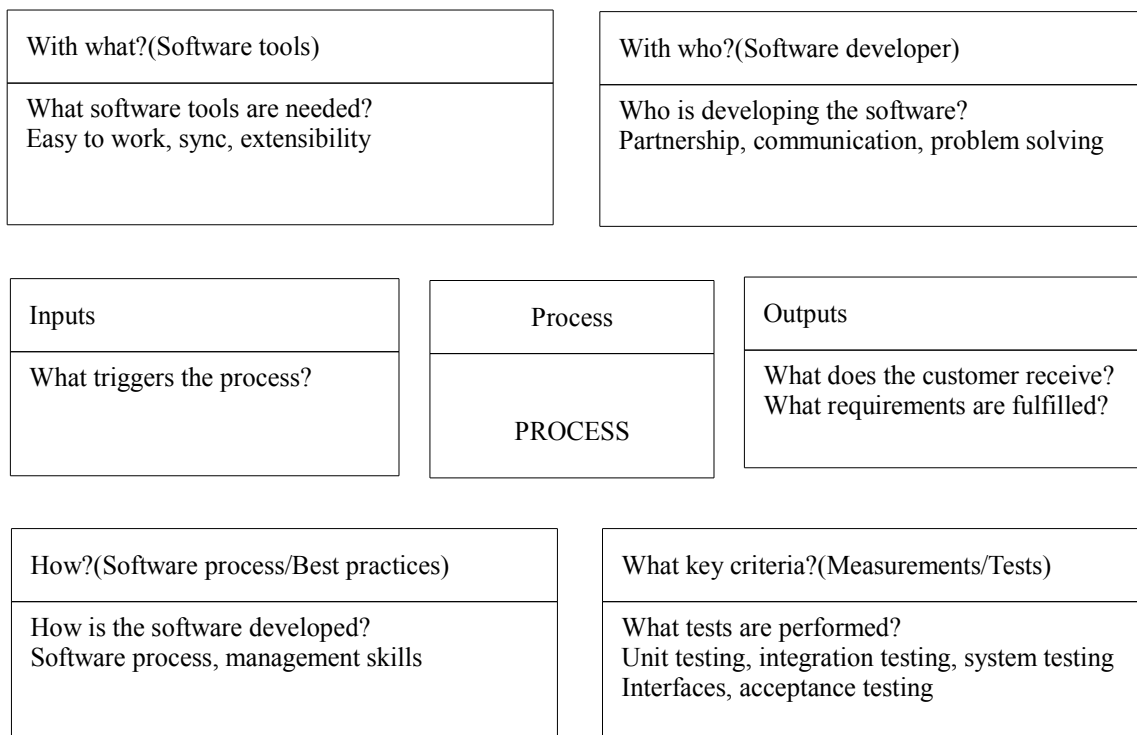 With what?(Software tools)
What software tools are needed?
Easy to work, sync, extensibility
With who?(Software developer)
Who is developing the software?
Partnership, communication, problem solving
Inputs
What triggers the process?
Process
PROCESS
Outputs
What does the customer receive?
What requirements are fulfilled?
How?(Software process/Best practices)
How is the software developed?
Software process, management skills
What key criteria?(Measurements/Tests)
What tests are performed?
Unit testing, integration testing, system testing
Interfaces, acceptance testing